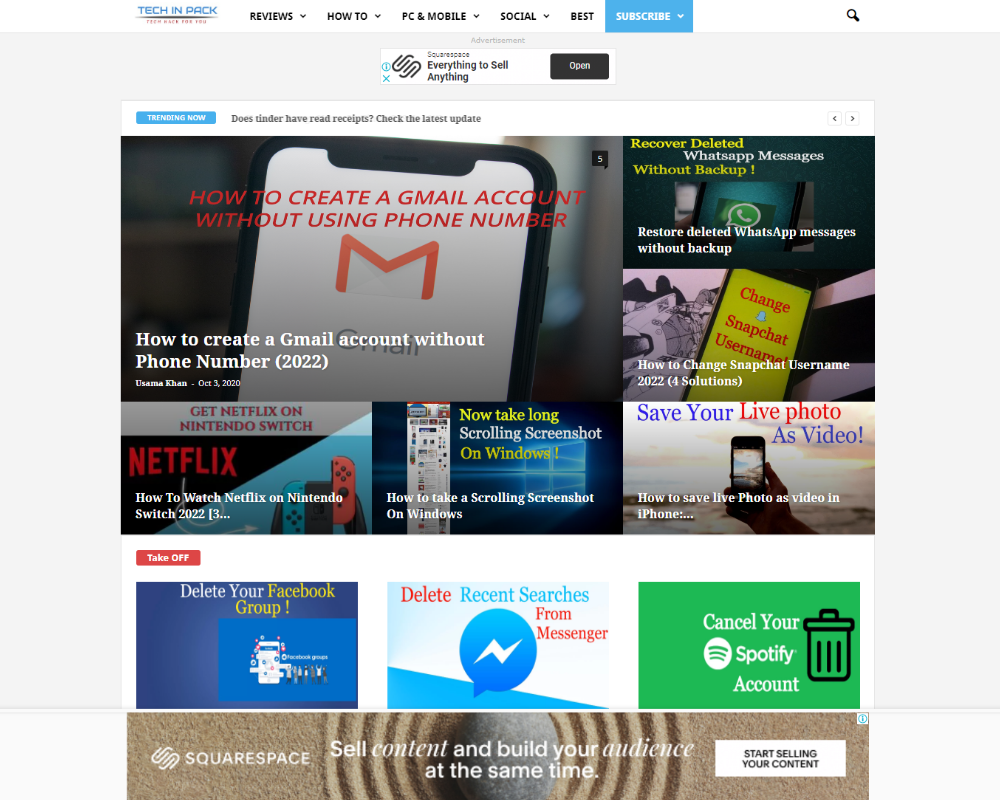 TECH IN PACK
TECH HACK FOR YOU
REVIEWS
HOW TO
PC & MOBILE
SOCIAL
BEST
SUBSCRIBE
Advertisement
Squarespace
Everything to Sell
Anything
Open
TRENDING NOW
Does tinder have read receipts? Check the latest update
5
HOW TO CREATE A GMAIL ACCOUNT
WITHOUT USING PHONE NUMBER
Gmail
How to create a Gmail account without
Phone Number (2022)
Usama Khan - Oct 3, 2020
Recover Deleted
Whatsapp Messages
Without Backup !
Restore deleted WhatsApp messages
without backup
Change
Snapchat
Username!
How to Change Snapchat Username
2022 (4 Solutions)
GET NETFLIX ON
NINTENDO SWITCH
NETFLIX
How To Watch Netflix on Nintendo
Switch 2022 [3...
Now take long
Scrolling Screenshot
On Windows !
How to take a Scrolling Screenshot
On Windows
Save Your Live photo
As Video!
How to save live Photo as video in
iPhone:...
Take OFF
Delete Your Facebook
Group !
Facebook groups
Delete Recent Searches
From
Messenger
Cancel Your
Spotify
Account
SQUARESPACE
Sell content and build your audience
at the same time.
START SELLING
YOUR CONTENT